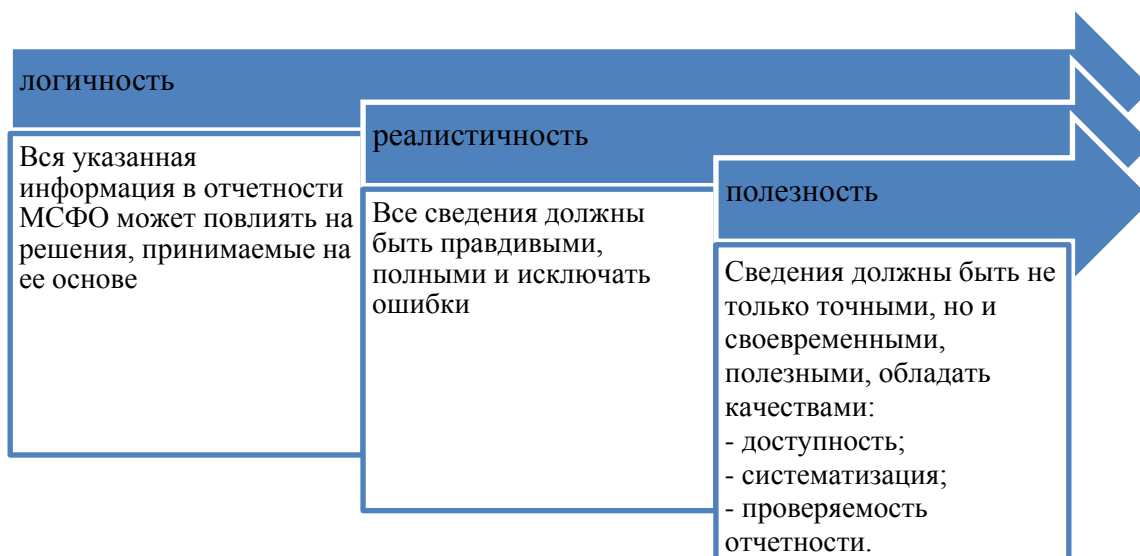 логичность
Вся указанная
информация в отчетности
МСФО может повлиять на
решения, принимаемые на
ее основе
реалистичность
Все сведения должны
быть правдивыми,
полными и исключать
ошибки
полезность
Сведения должны быть не
только точными, но и
своевременными,
полезными, обладать
качествами:
- доступность;
- систематизация;
- проверяемость
отчетности.